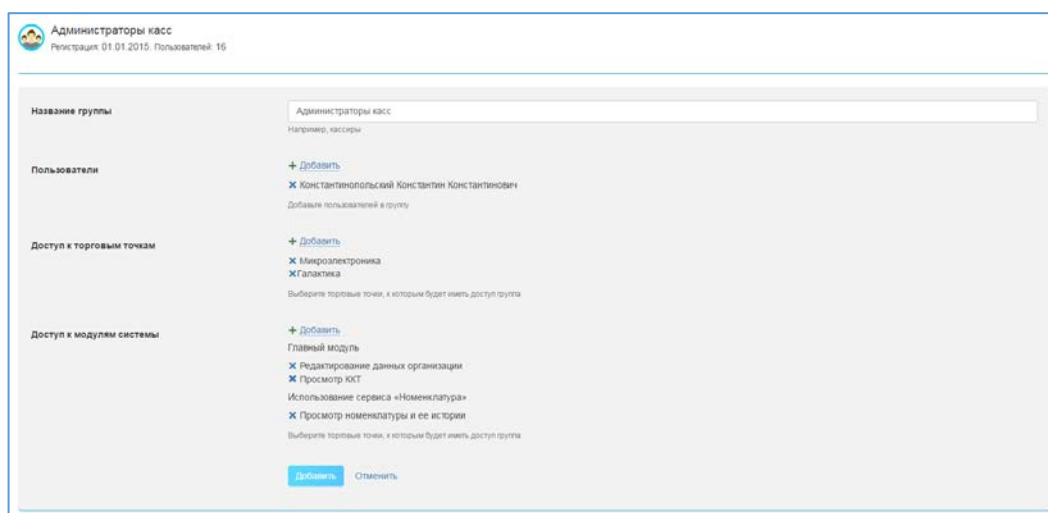 Администраторы касс
Регистрация: 01.01.2015. Пользователей: 16
Название группы
Администраторы касс
Например, кассиры
Пользователи
+ Добавить
Константинопольский Константин Константинович
Добавьте пользователей в группу
Доступ к торговым точкам
+ Добавить
Микроэлектроника
Галактика
Выберите торговые точки, к которым будет иметь доступ группа
Доступ к модулям системы
+ Добавить
Главный модуль
Редактирование данных организации
Просмотр ККТ
Использование сервиса «Номенклатура»
Просмотр номенклатуры и ее истории
Выберите торговые точки, к которым будет иметь доступ группа
Добавить Отменить